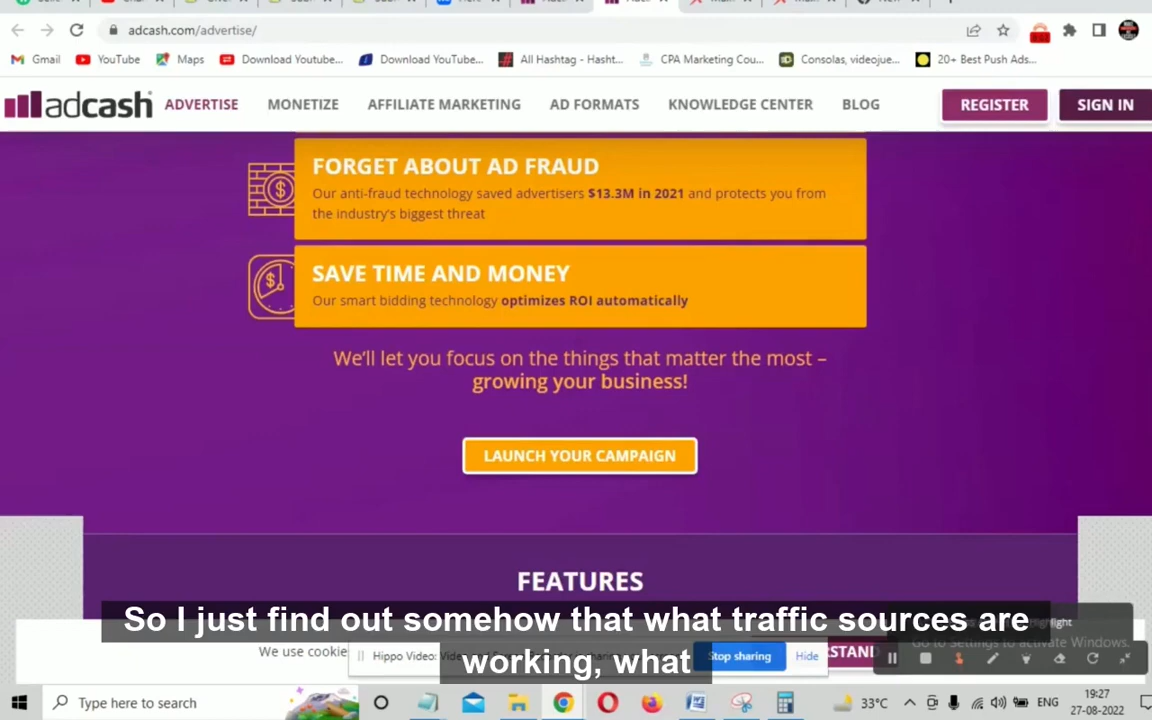 adcash.com/advertise/
Gmail YouTube Maps Download Youtube... Download YouTube... All Hashtag - Hasht... CPA Marketing Cou... Consolas, videojue... 20+ Best Push Ads...
adcash ADVERTISE MONETIZE AFFILIATE MARKETING AD FORMATS KNOWLEDGE CENTER BLOG REGISTER SIGN IN
FORGET ABOUT AD FRAUD
Our anti-fraud technology saved advertisers $13.3M in 2021 and protects you from
the industry's biggest threat
SAVE TIME AND MONEY
Our smart bidding technology optimizes ROI automatically
We'll let you focus on the things that matter the most –
growing your business!
LAUNCH YOUR CAMPAIGN
FEATURES
So I just find out somehow that what traffic sources are
working, what
We use cookie
Hippo Video:
Stop sharing Hide
Go to Settings to activate Windows.
Type here to search
33°C ENG
19:27
27-08-2022